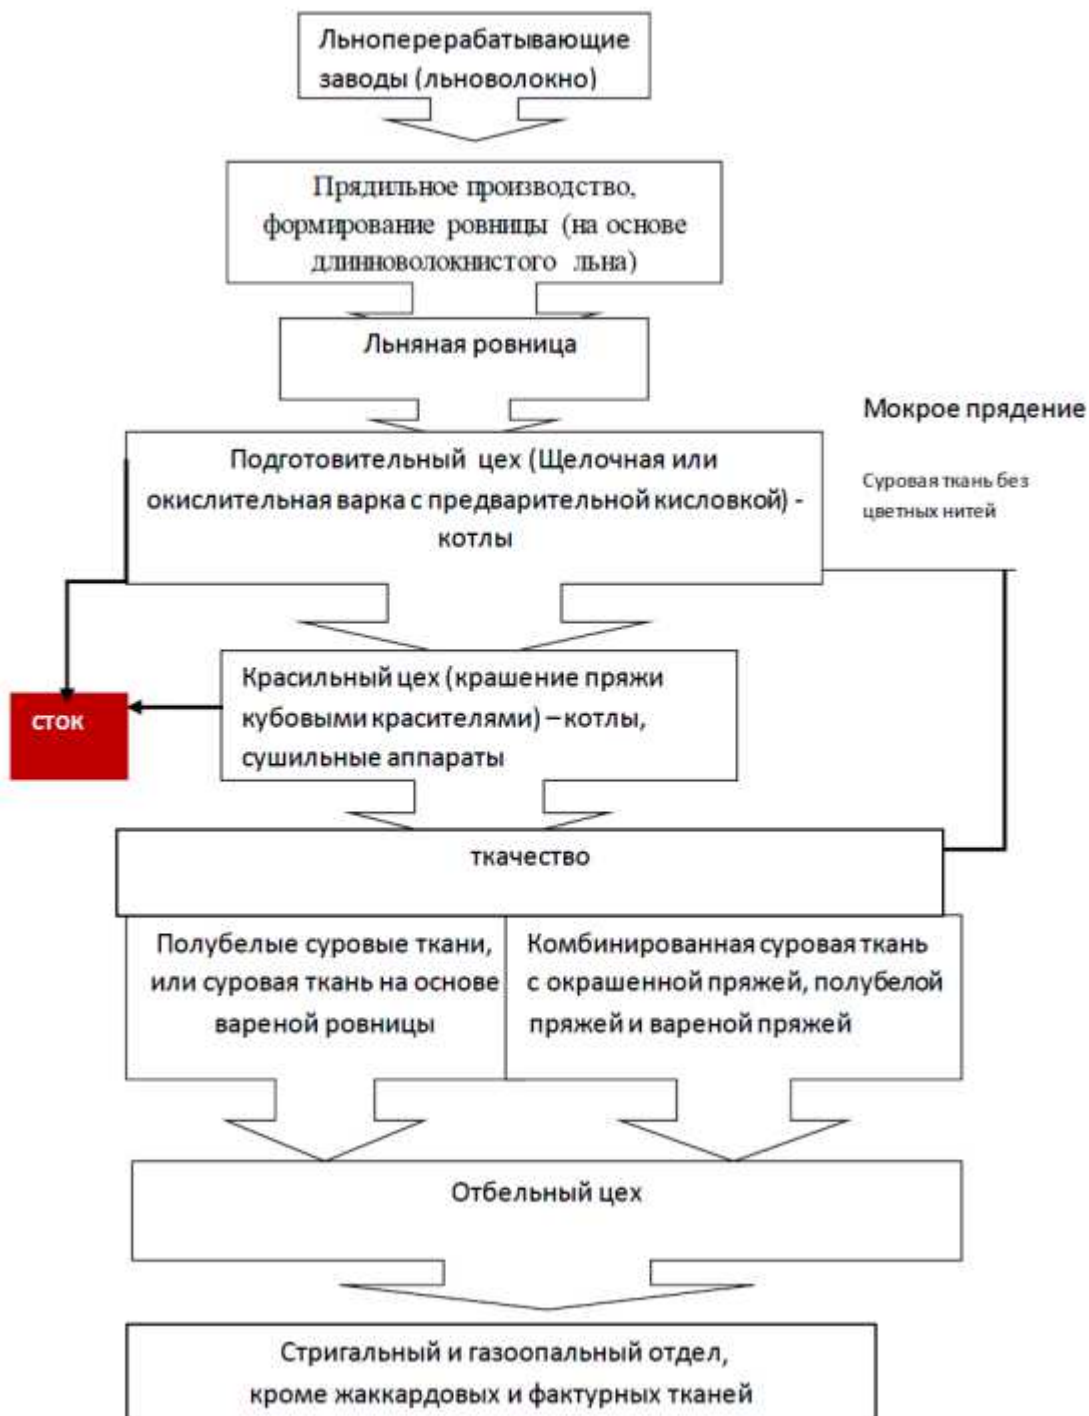 Льноперерабатывающие
заводы (льноволокно)
Прядильное производство,
формирование ровницы (на основе
длинноволокнистого льна)
Льняная ровница
Мокрое прядение
Подготовительный цех (Щелочная или
окислительная варка с предварительной кисловкой) -
котлы
Суровая ткань без
цветных нитей
Красильный цех (крашение пряжи
кубовыми красителями) – котлы,
сушильные аппараты
сток
ткачество
Полубелые суровые ткани,
или суровая ткань на основе
вареной ровницы
Комбинированная суровая ткань
с окрашенной пряжей, полубелой
пряжей и вареной пряжей
Отбельный цех
Стригальный и газоопальный отдел,
кроме жаккардовых и фактурных тканей